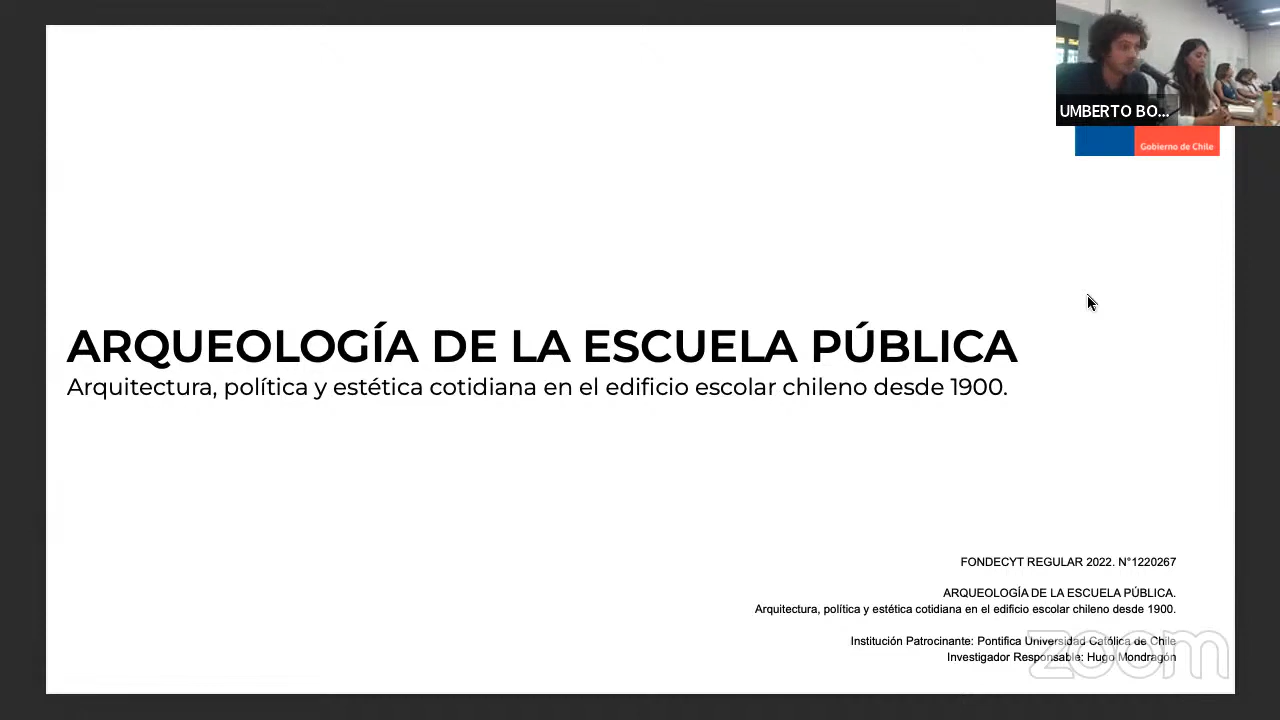 UMBERTO BO...
Gobierno de Chile
ARQUEOLOGÍA DE LA ESCUELA PÚBLICA
Arquitectura, política y estética cotidiana en el edificio escolar chileno desde 1900.
FONDECYT REGULAR 2022. N°1220267
ARQUEOLOGÍA DE LA ESCUELA PÚBLICA.
Arquitectura, política y estética cotidiana en el edificio escolar chileno desde 1900.
Institución Patrocinante: Pontifica Universidad Católica de Chile
Investigador Responsable: Hugo Mondragón
zoom